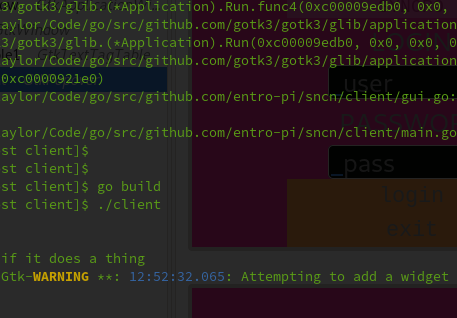 y/gotk3/glib.(*Application).Run.func4(0xc00009edb0, 0x0,
aylor/Code/go/src/github.com/gotk3/gotk3/glib/application
3/gotk3/glib.(*Application).Run(0xc00009edb0, 0x0, 0x0, 0
aylor/Code/go/src/github.com/gotk3/gotk3/glib/application
0xc0000921e0)
user
aylor/Code/go/src/github.com/entro-pi/sncn/client/gui.go:
PASSWOR
aylor/Code/go/src/github.com/entro-pi/sncn/client/main.go
st client]$
_pass
st client]$
st client]$ go build
login
st client]$ ./client
exit
if it does a thing
Gtk-WARNING **: 12:52:32.065: Attempting to add a widget